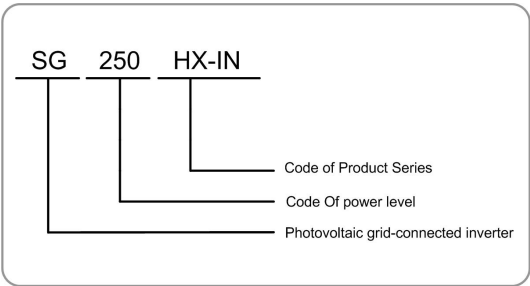 SG 250 HX-IN
Code of Product Series
Code Of power level
Photovoltaic grid-connected inverter